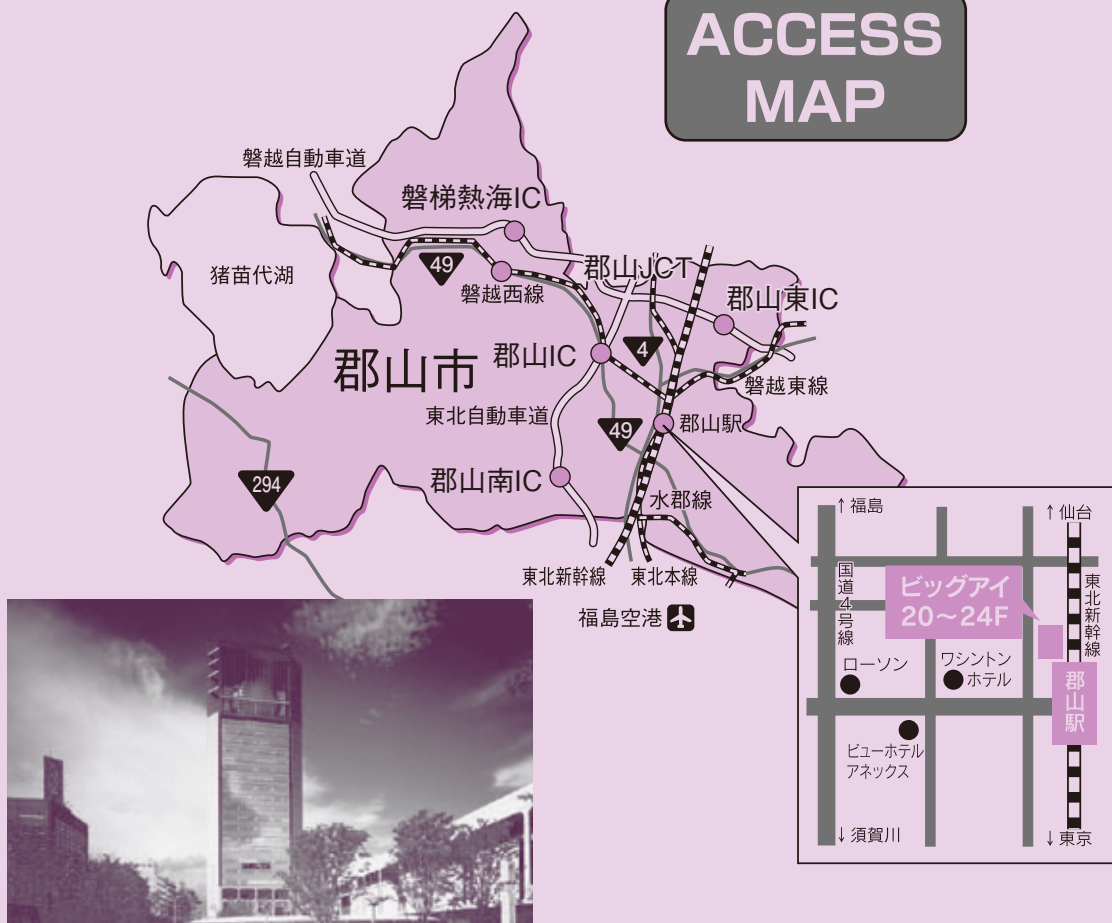 ACCESS
MAP
磐越自動車道
磐梯熱海IC
猪苗代湖
49
磐越西線
郡山JCT
郡山東IC
郡山市
郡山IC
4
磐越東線
東北自動車道
49
郡山駅
294
郡山南IC
水郡線
東北新幹線
東北本線
福島空港
↑福島
↑仙台
国道4号線
ビッグアイ
20〜24F
東北新幹線
ローソン
ワシントン
ホテル
郡山駅
ビューホテル
アネックス
↓須賀川
↓東京